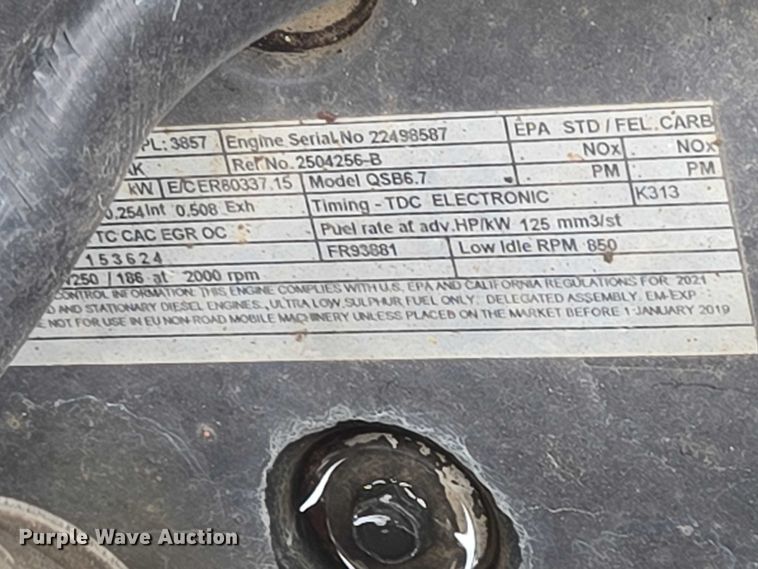 PL: 3857 Engine Serial No 22498587 EPA STD / FEL. CARB
AK Ref No. 2504256-B NOx NOx
kW E/C ER80337.15 Model QSB6.7 PM PM
0.254Int 0.508 Exh Timing - TDC ELECTRONIC K313
TC CAC EGR OC Fuel rate at adv.HP/kW 125 mm3/st
153624 FR93881 Low Idle RPM 850
250 / 186 at 2000 rpm
CONTROL INFORMATION: THIS ENGINE COMPLIES WITH U.S. EPA AND CALIFORNIA REGULATIONS FOR 2021
D AND STATIONARY DIESEL ENGINES., ULTRA LOW SULPHUR FUEL ONLY; DELEGATED ASSEMBLY, EM-EXP
E NOT FOR USE IN EU NON-ROAD MOBILE MACHINERY UNLESS PLACED ON THE MARKET BEFORE 1 JANUARY 2019
Purple Wave Auction